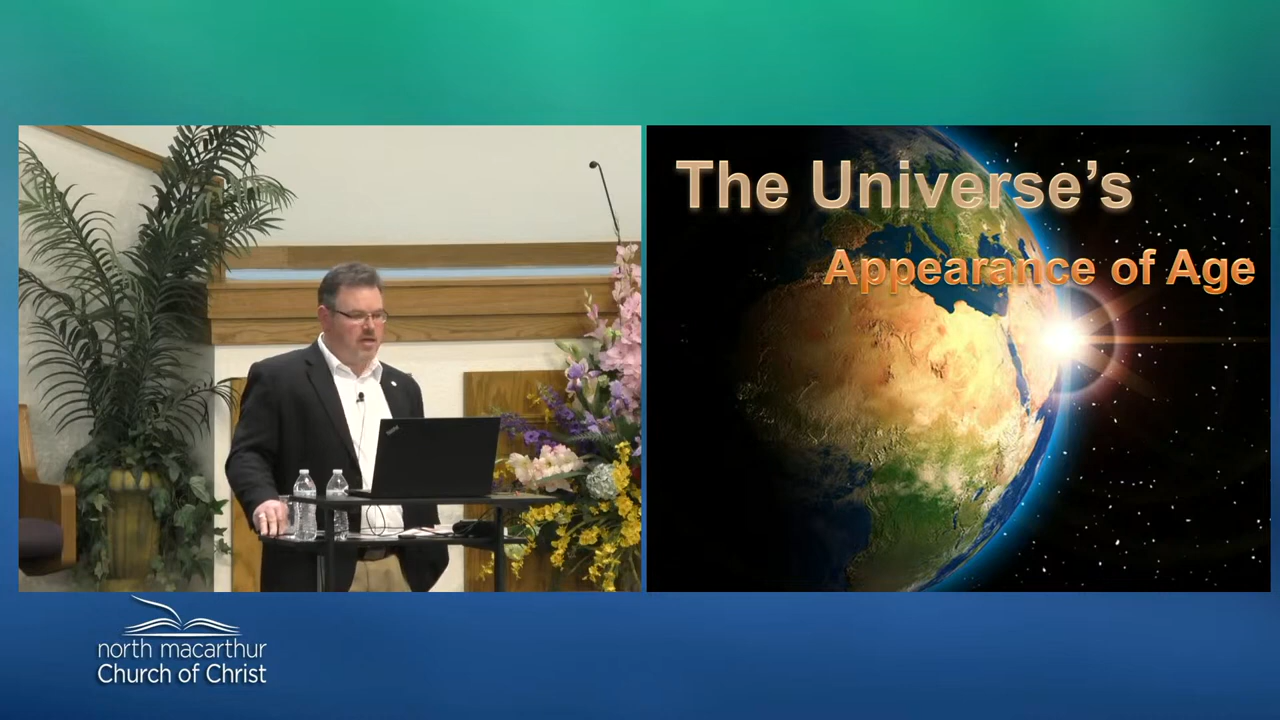 The Universe's
Appearance of Age
north macarthur
Church of Christ